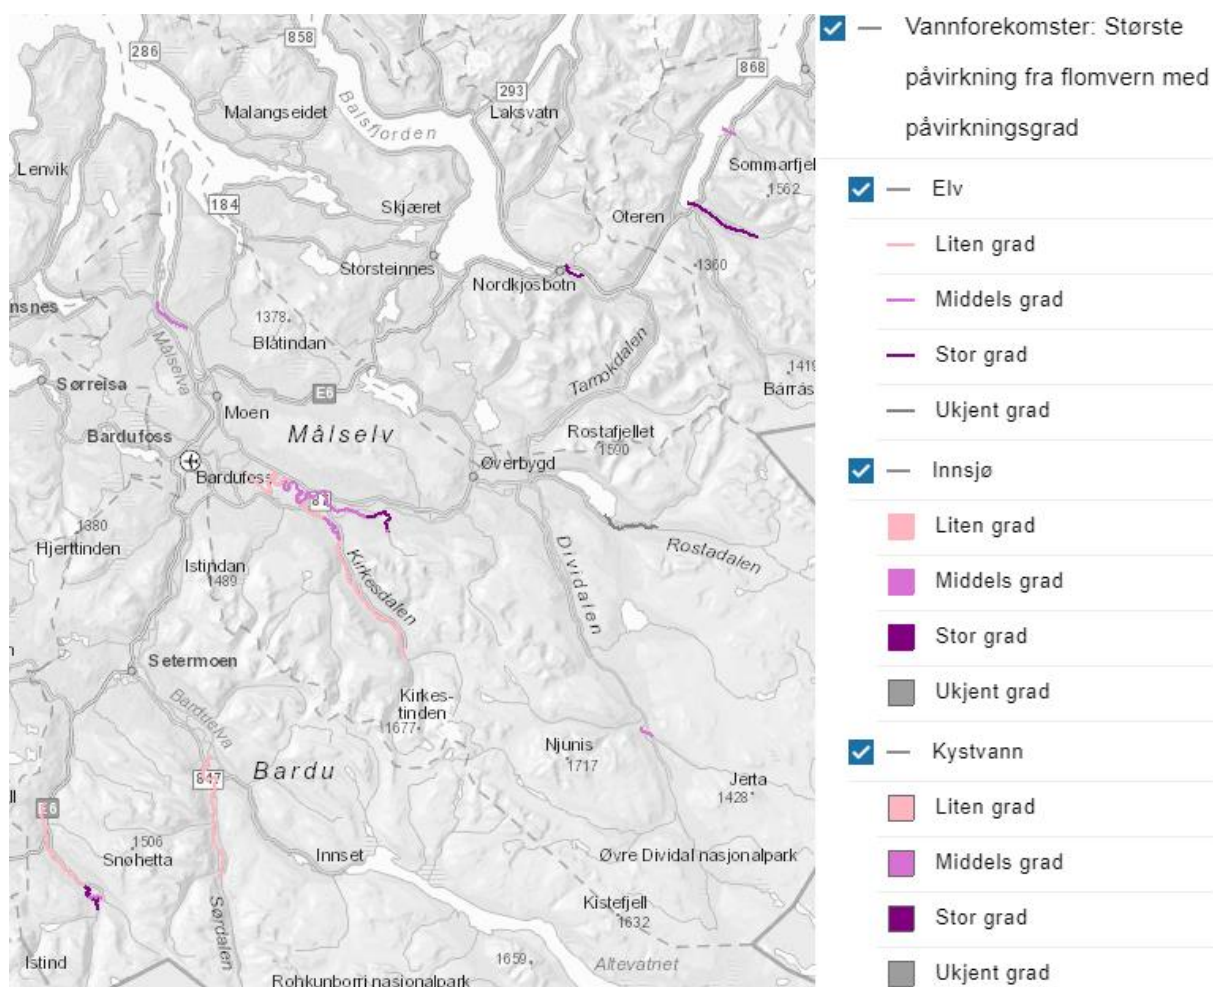 286
858
868
293
Malangseidet
Balsfjorden
Laksvatn
Lenvik
Sommarfjel
1562
184
Skjæret
Oteren
Storsteinnes
1360
Nordkjosbotn
nsnes
1378
Blåtindan
Målselva
Tamokdalen
1419
Sørreisa
E6
Bárrás
Moen
Målselv
Rostafjellet
1590
Bardufoss
Øverbygd
Bardufoss
87
1380
Hjerttinden
Istindan
1489
Kirkesdalen
Dividalen
Rostadalen
Setermoen
Barduelva
Kirkes-
tinden
1677
Njunis
1717
Bardu
847
Jerta
1428
ll
E6
1506
Snøhetta
Innset
Øvre Dividal nasjonalpark
Kistefjell
1632
Sørdalen
Istind
1659
Altevatnet
Rohkunborri nasjonalpark
Vannforekomster: Største
påvirkning fra flomvern med
påvirkningsgrad
Elv
Liten grad
Middels grad
Stor grad
Ukjent grad
Innsjø
Liten grad
Middels grad
Stor grad
Ukjent grad
Kystvann
Liten grad
Middels grad
Stor grad
Ukjent grad